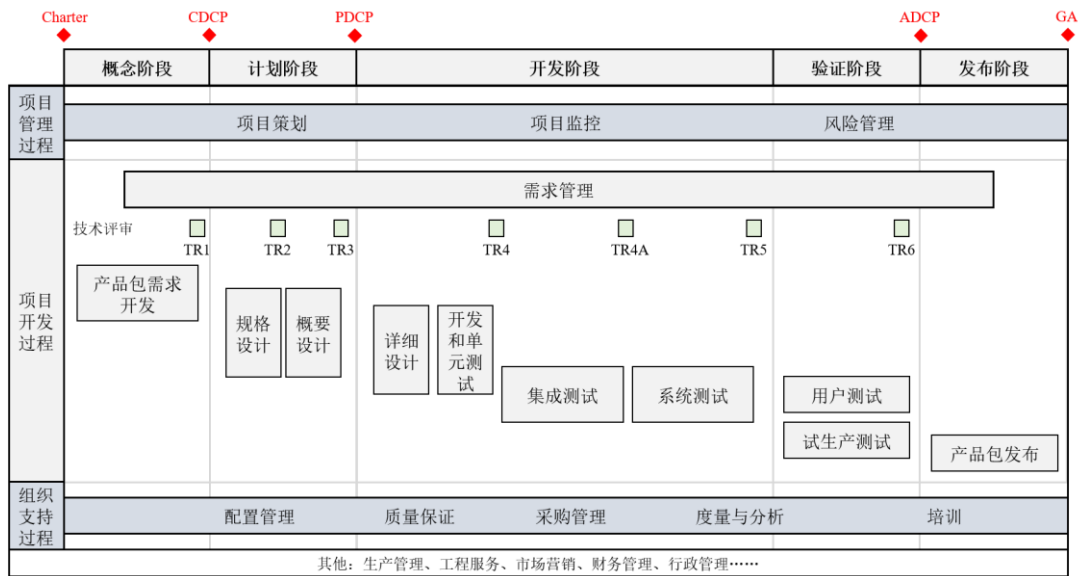 Charter
CDCP
PDCP
ADCP
GA
概念阶段
计划阶段
开发阶段
验证阶段
发布阶段
项目
管理
过程
项目策划
项目监控
风险管理
项目
开发
过程
需求管理
技术评审
TR1
TR2
TR3
TR4
TR4A
TR5
TR6
产品包需求
开发
规格
设计
概要
设计
详细
设计
开发
和单
元测
试
集成测试
系统测试
用户测试
试生产测试
产品包发布
组织
支持
过程
配置管理
质量保证
采购管理
度量与分析
培训
其他：生产管理、工程服务、市场营销、财务管理、行政管理……